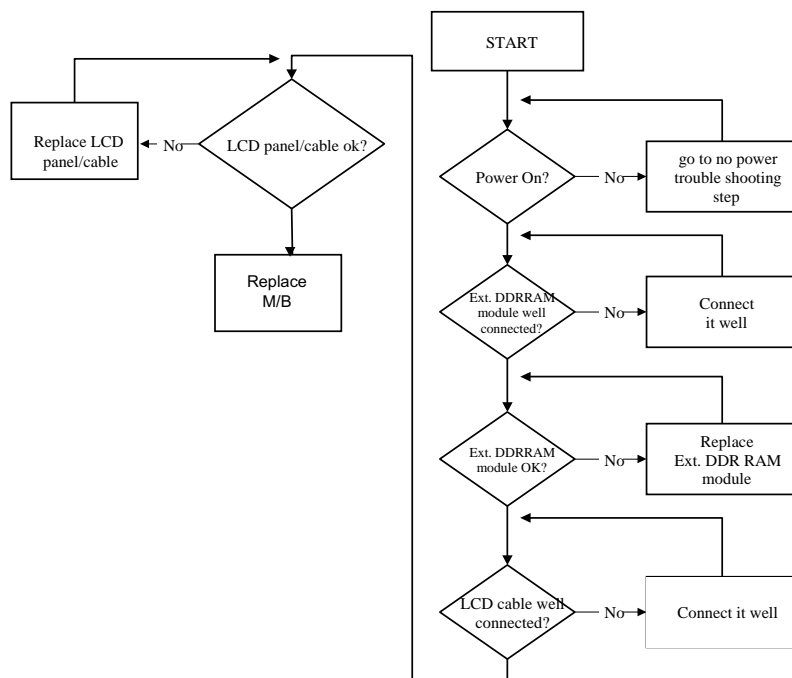 START
Power On?
No
go to no power
trouble shooting
step
Ext. DDRRAM
module well
connected?
No
Connect
it well
Ext. DDRRAM
module OK?
No
Replace
Ext. DDR RAM
module
LCD cable well
connected?
No
Connect it well
LCD panel/cable ok?
No
Replace LCD
panel/cable
Replace
M/B